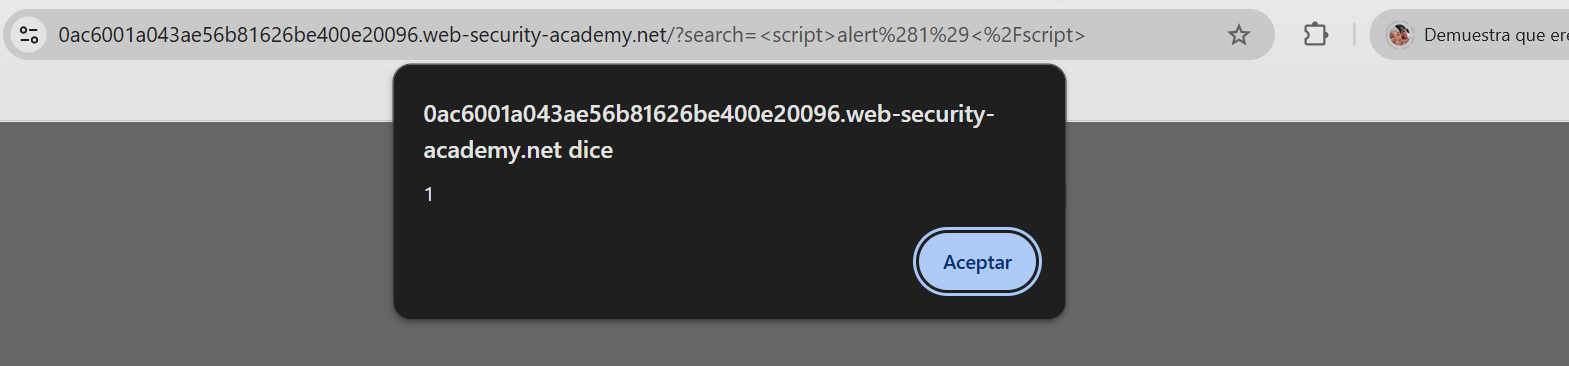 0ac6001a043ae56b81626be400e20096.web-security-academy.net/?search=<script>alert%281%29<%2Fscript>
Demuestra que ere
0ac6001a043ae56b81626be400e20096.web-security-
academy.net dice
1
Aceptar